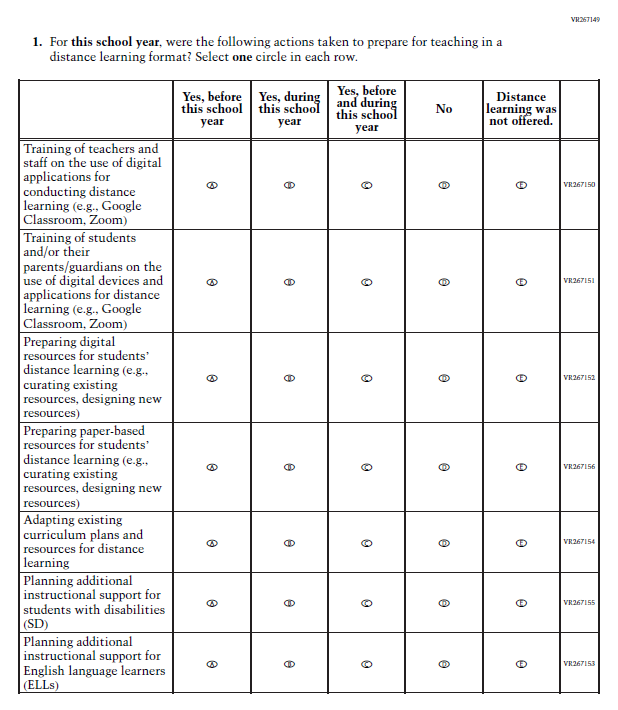 VR267149
1. For this school year, were the following actions taken to prepare for teaching in a
distance learning format? Select one circle in each row.
Yes, before
this school
year
Yes, during
this school
year
Yes, before
and during
this school
year
No
Distance
learning was
not offered.
Training of teachers and
staff on the use of digital
applications for
conducting distance
learning (e.g., Google
Classroom, Zoom)
A B C D E VR267150
Training of students
and/or their
parents/guardians on the
use of digital devices and
applications for distance
learning (e.g., Google
Classroom, Zoom)
A B C D E VR267151
Preparing digital
resources for students’
distance learning (e.g.,
curating existing
resources, designing new
resources)
A B C D E VR267152
Preparing paper-based
resources for students’
distance learning (e.g.,
curating existing
resources, designing new
resources)
A B C D E VR267156
Adapting existing
curriculum plans and
resources for distance
learning
A B C D E VR267154
Planning additional
instructional support for
students with disabilities
(SD)
A B C D E VR267155
Planning additional
instructional support for
English language learners
(ELLs)
A B C D E VR267153